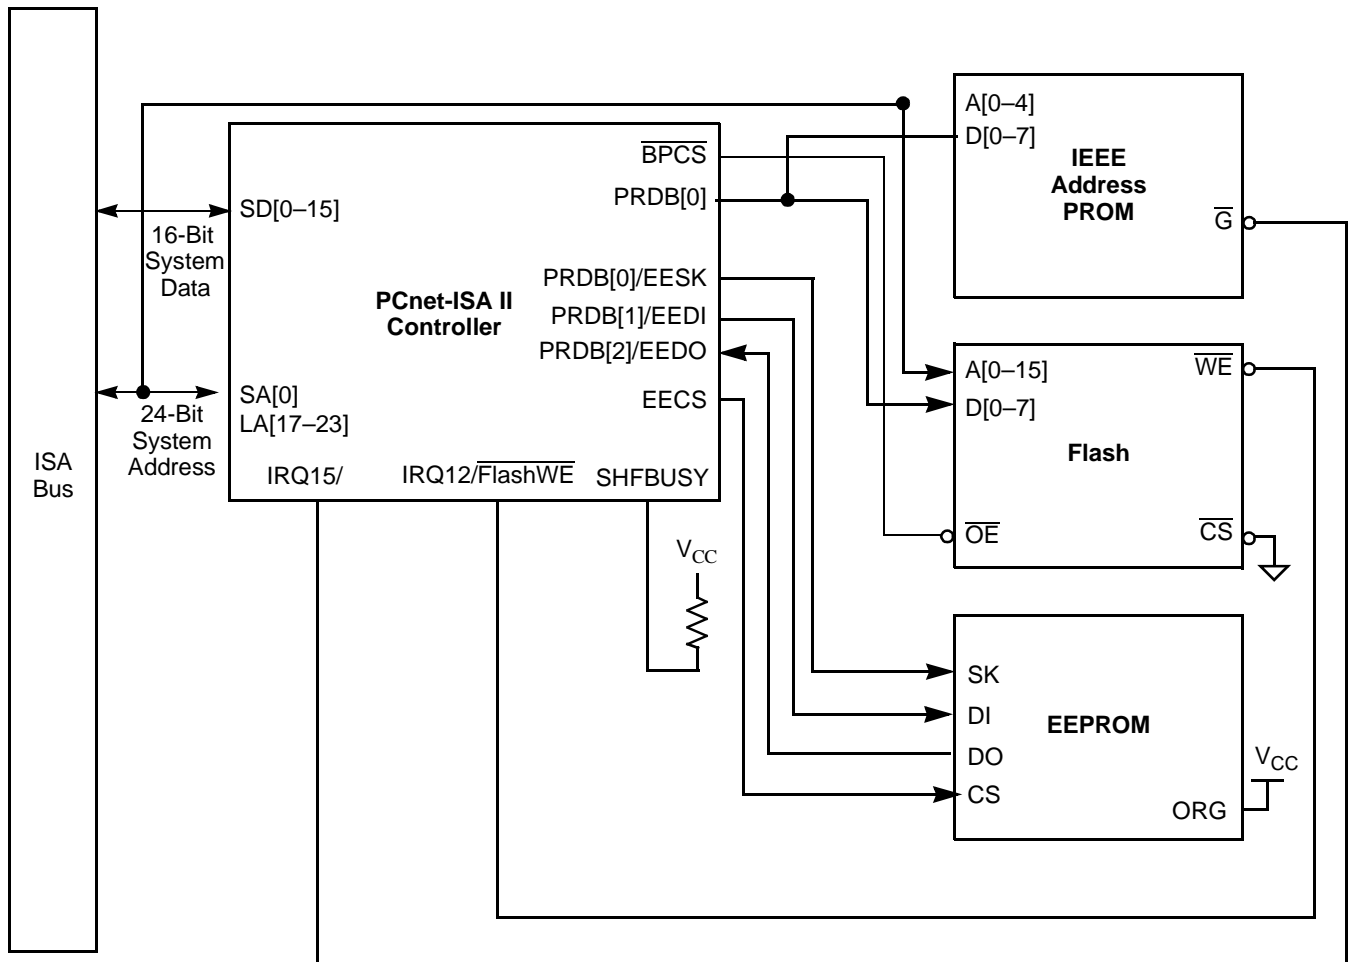 ISA
Bus
16-Bit
System
Data
24-Bit
System
Address
SD[0–15]
SA[0]
LA[17–23]
PCnet-ISA II
Controller
BPCS
PRDB[0]
PRDB[0]/EESK
PRDB[1]/EEDI
PRDB[2]/EEDO
EECS
IRQ15/
IRQ12/FlashWE
SHFBUSY
VCC
A[0–4]
D[0–7]
IEEE
Address
PROM
G
A[0–15]
D[0–7]
WE
Flash
OE
CS
SK
DI
DO
CS
EEPROM
ORG
VCC